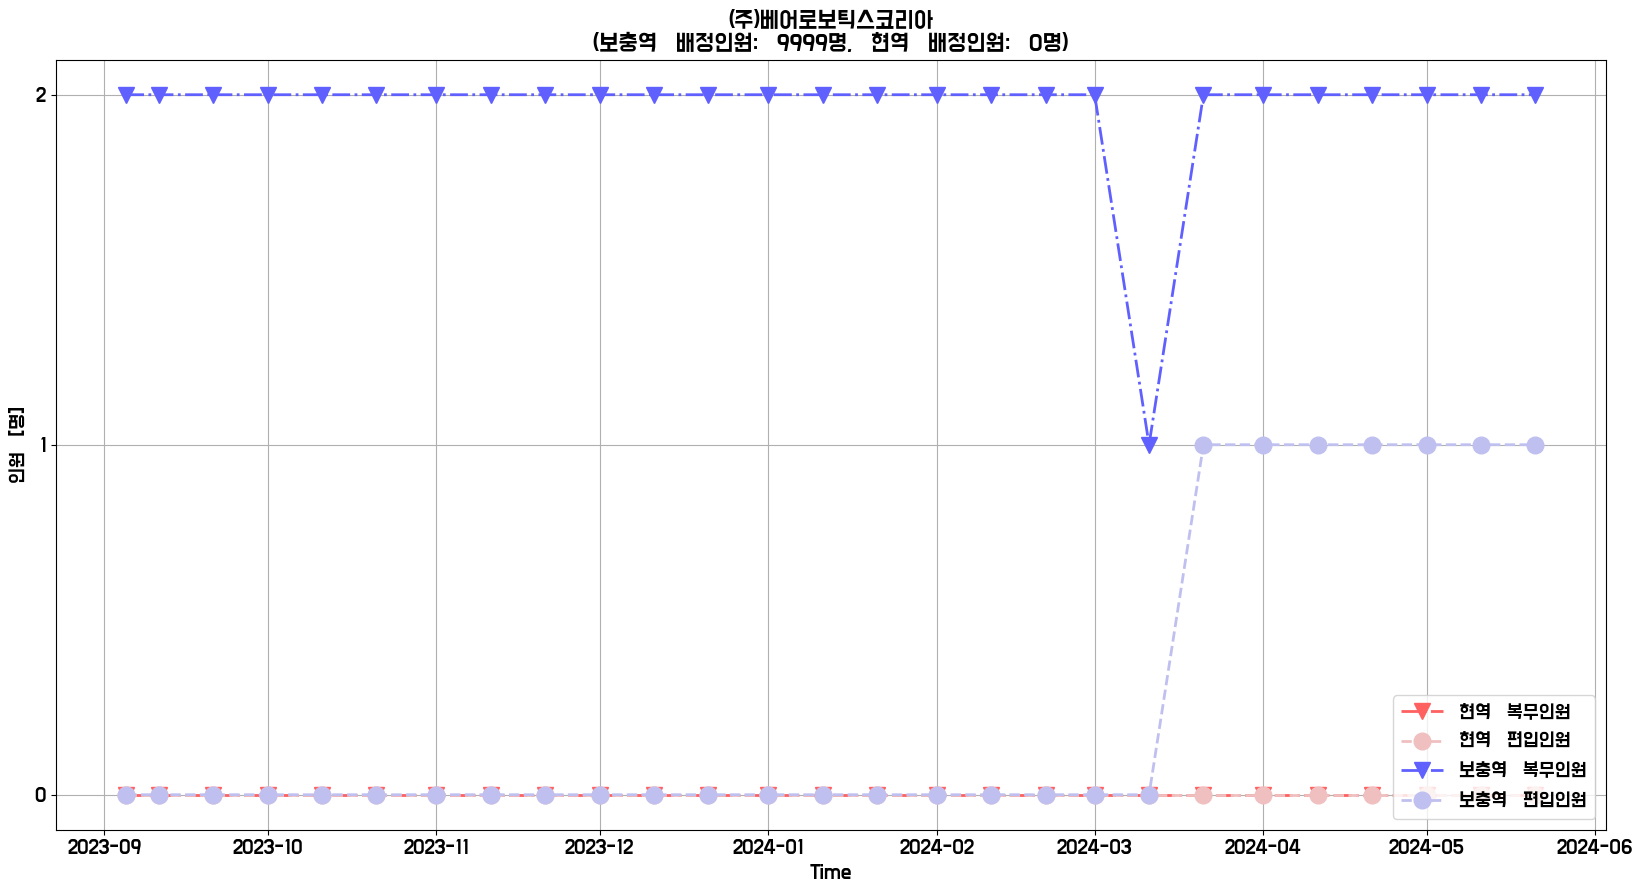 (주)베어로보틱스코리아
(보충역 배정인원: 9999명, 현역 배정인원: 0명)
2
1
0
인원 [명]
현역 복무인원
현역 편입인원
보충역 복무인원
보충역 편입인원
2023-09 2023-10 2023-11 2023-12 2024-01 2024-02 2024-03 2024-04 2024-05 2024-06
Time